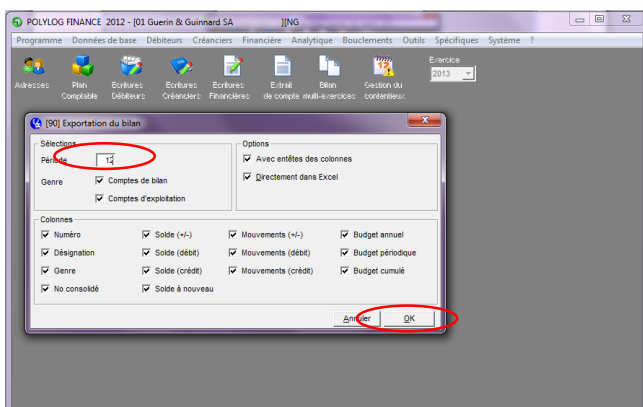 POLYLOG FINANCE 2012 - [01 Guerin & Guinnard SA ][NG
Programme Données de base Débiteurs Créanciers Financière Analytique Bouclements Outils Spécifiques Système ?
Adresses
Plan Comptable
Ecritures Débiteurs
Ecritures Créanciers
Ecritures Financières
Extrait de compte
Bilan multi-exercices
Gestion du contentieux
Exercice
2013
[90] Exportation du bilan
Sélections
Période 12
Genre Comptes de bilan
Comptes d'exploitation
Options
Avec entêtes des colonnes
Directement dans Excel
Colonnes
Numéro Solde (+/-) Mouvements (+/-) Budget annuel
Désignation Solde (débit) Mouvements (débit) Budget périodique
Genre Solde (crédit) Mouvements (crédit) Budget cumulé
No consolidé Solde à nouveau
Annuler OK